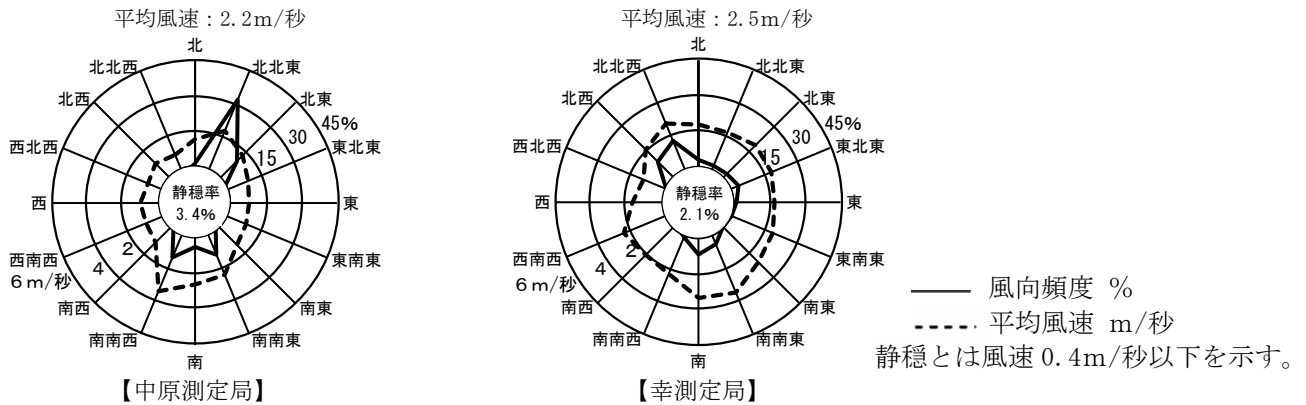 平均風速：2.2m/秒
北
北北西
北北東
北西
北東
45%
30
15
西北西
東北東
静穏率
3.4%
西
東
2
4
西南西
6m/秒
東南東
南西
南東
南南西
南南東
南
【中原測定局】
平均風速：2.5m/秒
北
北北西
北北東
北西
北東
45%
30
15
西北西
東北東
静穏率
2.1%
西
東
2
4
西南西
6m/秒
東南東
南西
南東
南南西
南南東
南
【幸測定局】
風向頻度 %
平均風速 m/秒
静穏とは風速0.4m/秒以下を示す。